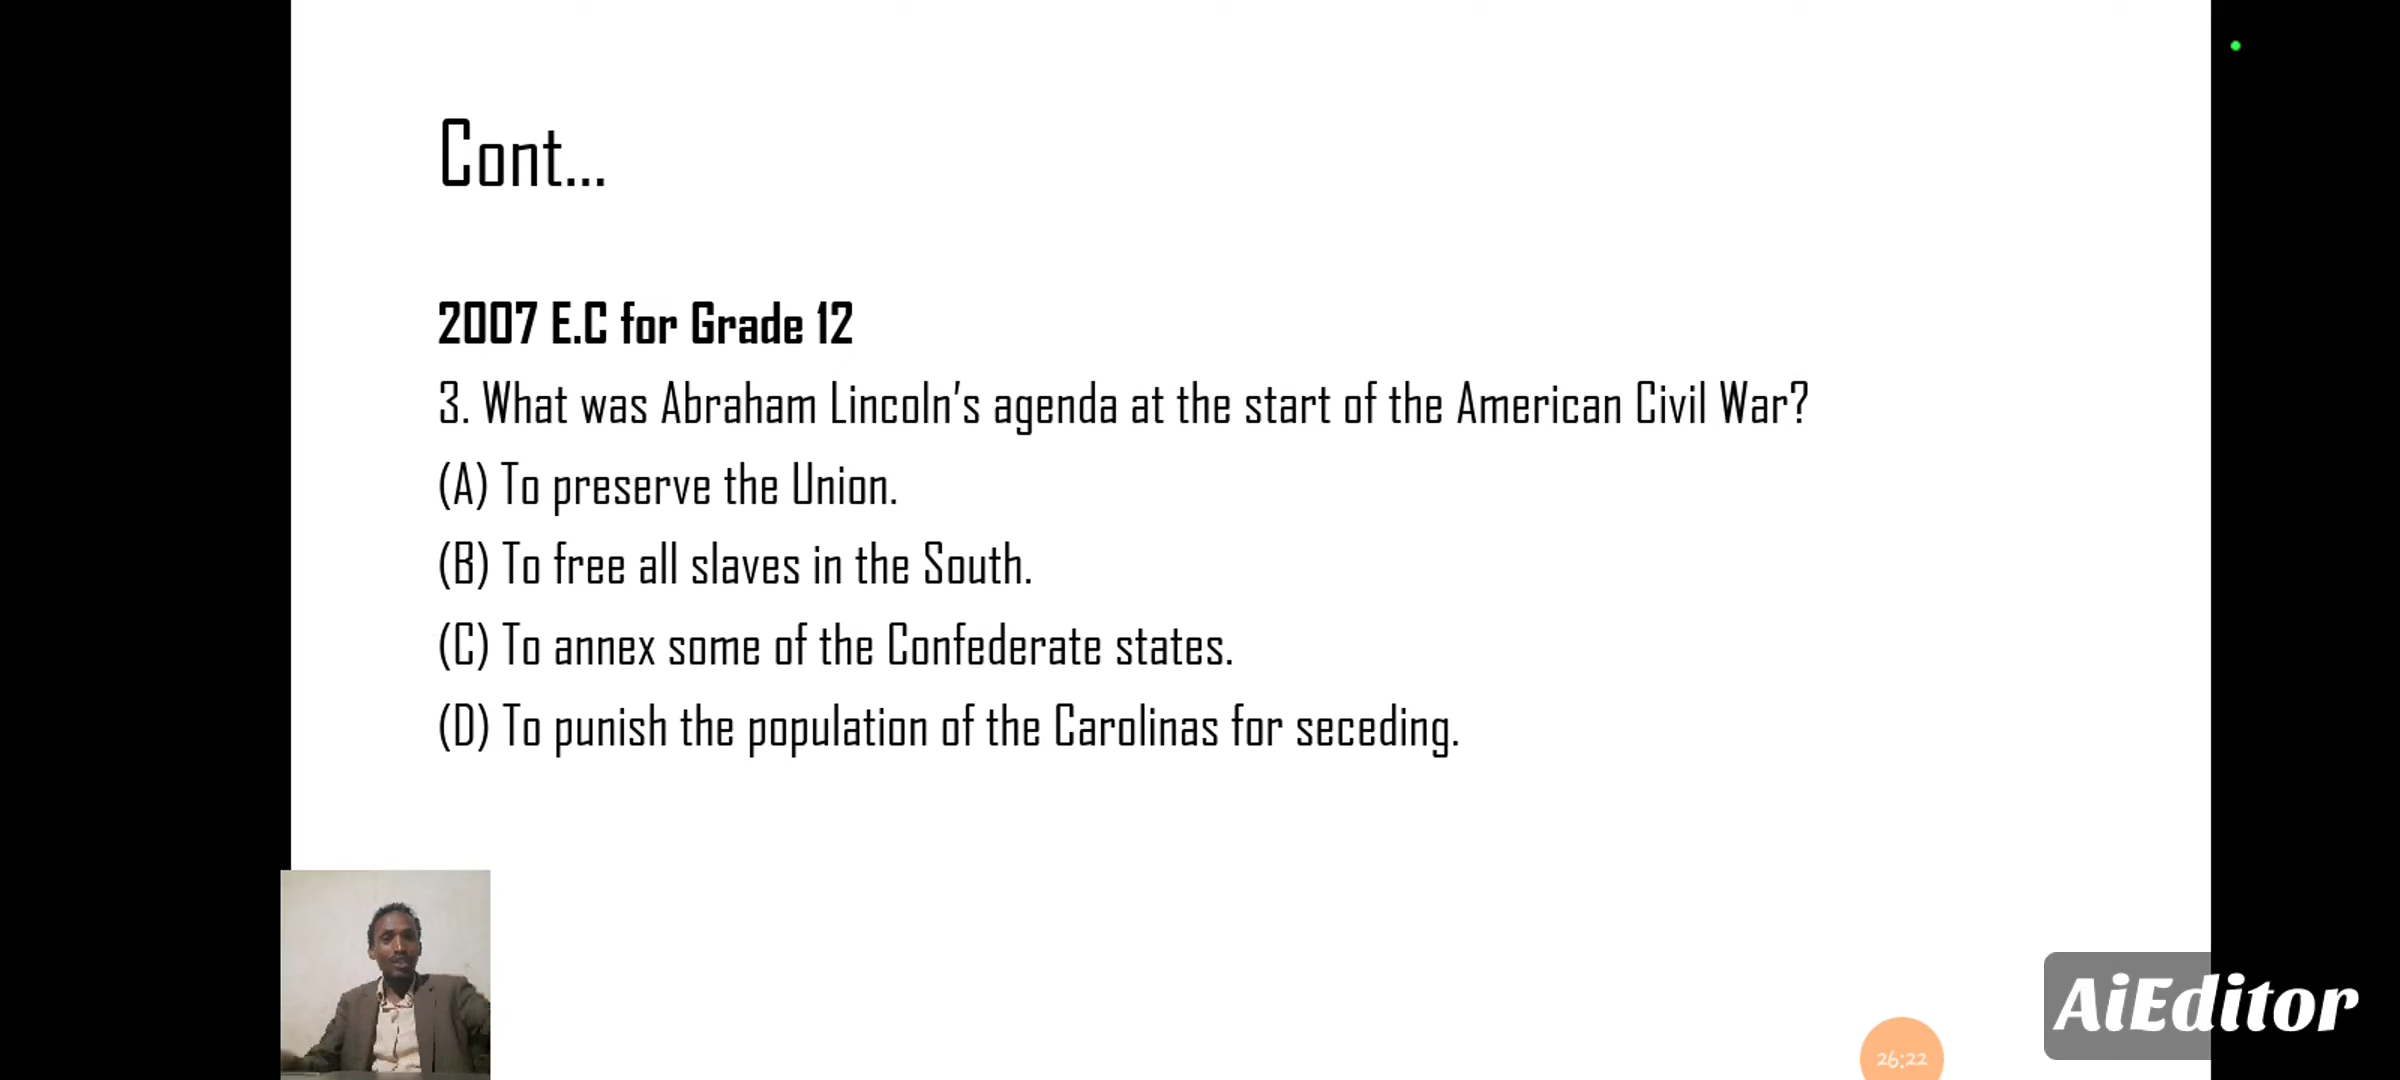 Cont...
2007 E.C for Grade 12
3. What was Abraham Lincoln's agenda at the start of the American Civil War?
(A) To preserve the Union.
(B) To free all slaves in the South.
(C) To annex some of the Confederate states.
(D) To punish the population of the Carolinas for seceding.
AiEditor
26:22